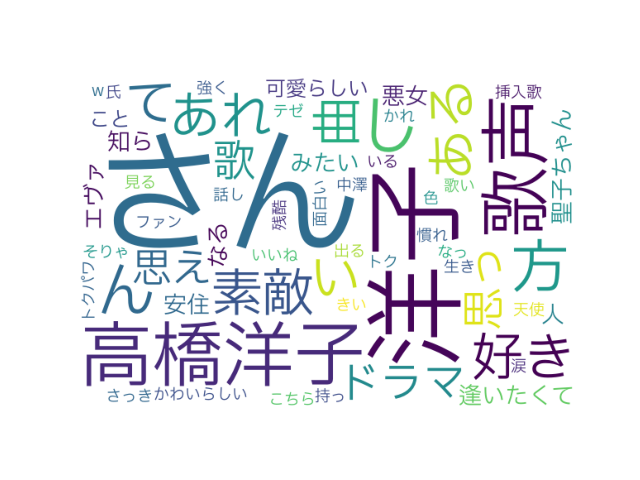 w氏
強く
可愛らしい
悪女
挿入歌
こと
て
あれ
テゼ
曲
し
かれ
ある
歌声
知ら
歌
みたい
いる
聖子ちゃん
エヴァ
見る
さん
話し
残酷
面白い
中澤
洋子
色
歌い
ファン
なる
慣れ
思っ
そりゃ
ん
思え
いいね
出る
トク
なっ
生き
方
トクパワ
安住
素敵
い
きい
天使
人
高橋洋子
ドラマ
好き
涙
さっき
かわいらしい
こちら
持っ
逢いたくて